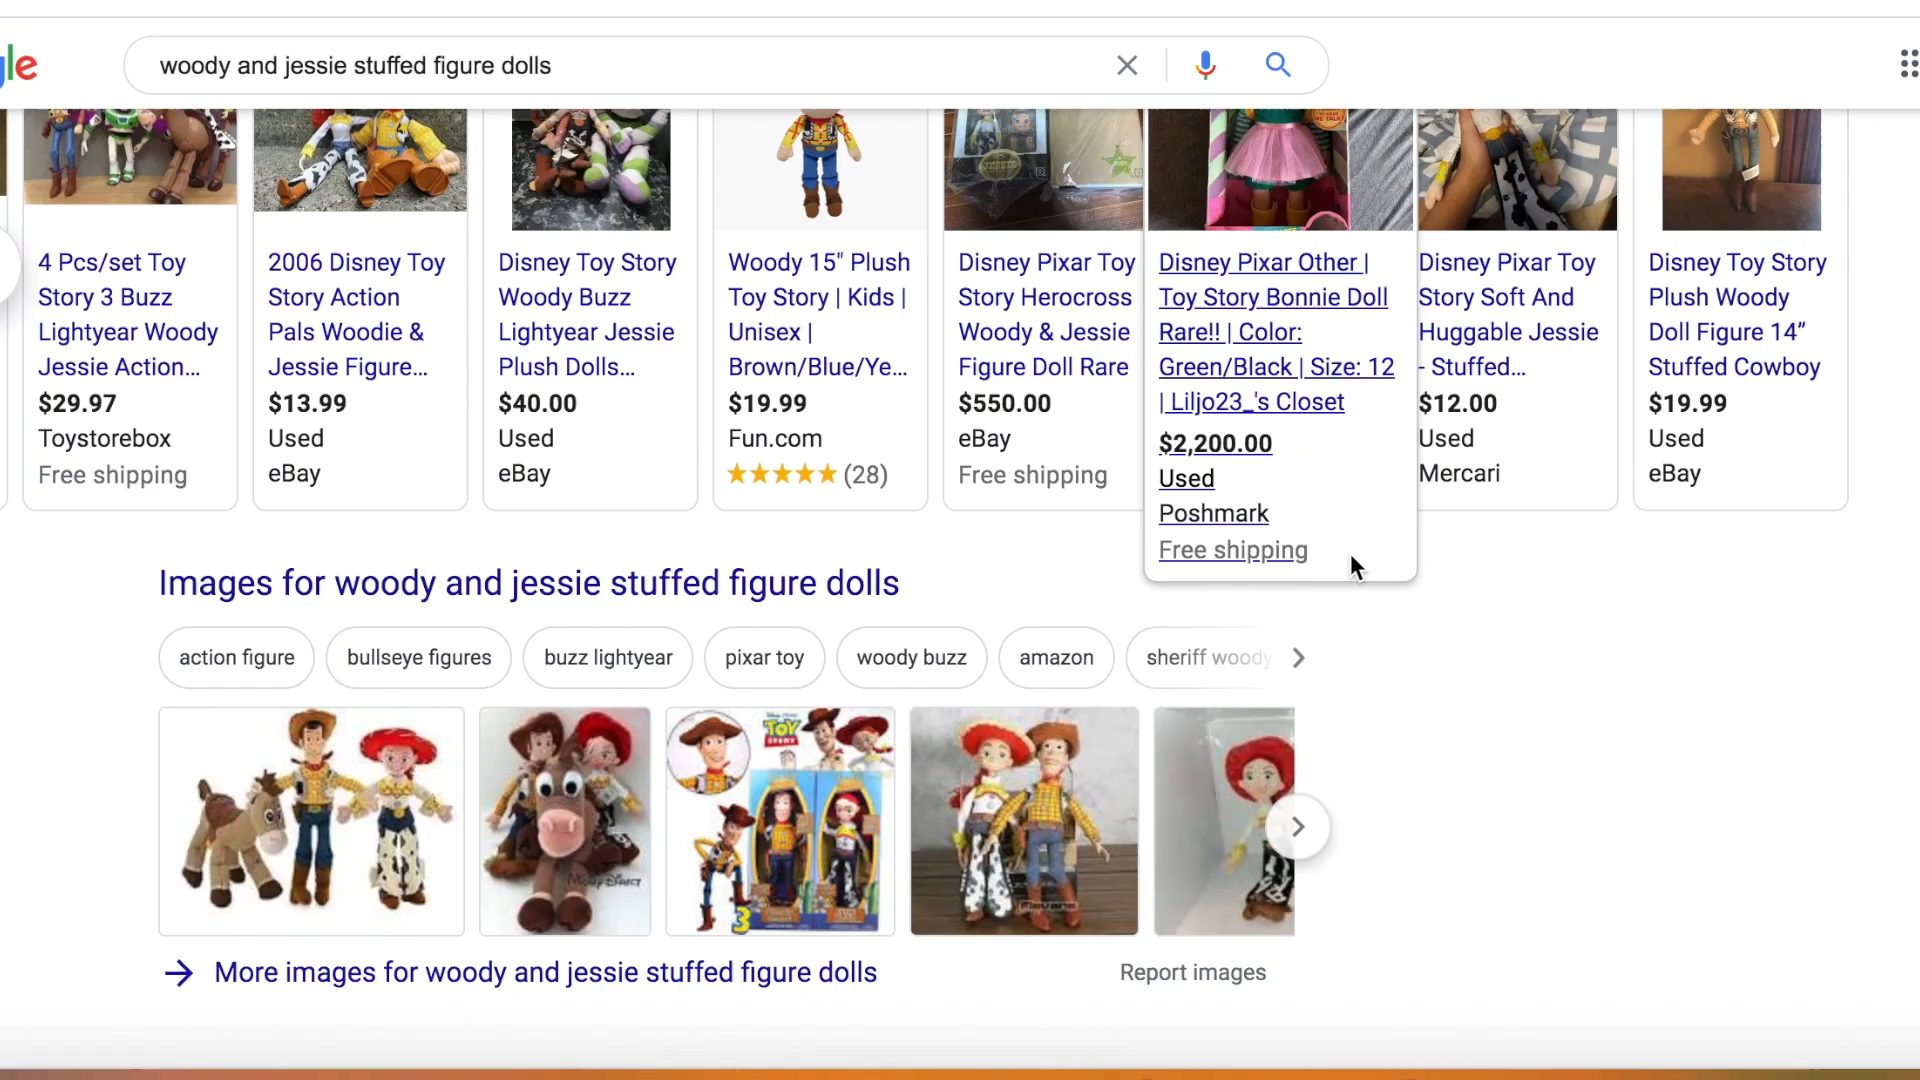 gle
woody and jessie stuffed figure dolls
4 Pcs/set Toy
Story 3 Buzz
Lightyear Woody
Jessie Action...
$29.97
Toystorebox
Free shipping
2006 Disney Toy
Story Action
Pals Woodie &
Jessie Figure...
$13.99
Used
eBay
Disney Toy Story
Woody Buzz
Lightyear Jessie
Plush Dolls...
$40.00
Used
eBay
Woody 15" Plush
Toy Story | Kids |
Unisex |
Brown/Blue/Ye...
$19.99
Fun.com
(28)
Disney Pixar Toy
Story Herocross
Woody & Jessie
Figure Doll Rare
$550.00
eBay
Free shipping
Disney Pixar Other |
Toy Story Bonnie Doll
Rare!! | Color:
Green/Black | Size: 12
| Liljo23_'s Closet
$2,200.00
Used
Poshmark
Free shipping
Disney Pixar Toy
Story Soft And
Huggable Jessie
- Stuffed...
$12.00
Used
Mercari
Disney Toy Story
Plush Woody
Doll Figure 14”
Stuffed Cowboy
$19.99
Used
eBay
Images for woody and jessie stuffed figure dolls
action figure
bullseye figures
buzz lightyear
pixar toy
woody buzz
amazon
sheriff woody
TOY
STORY
3
More images for woody and jessie stuffed figure dolls
Report images